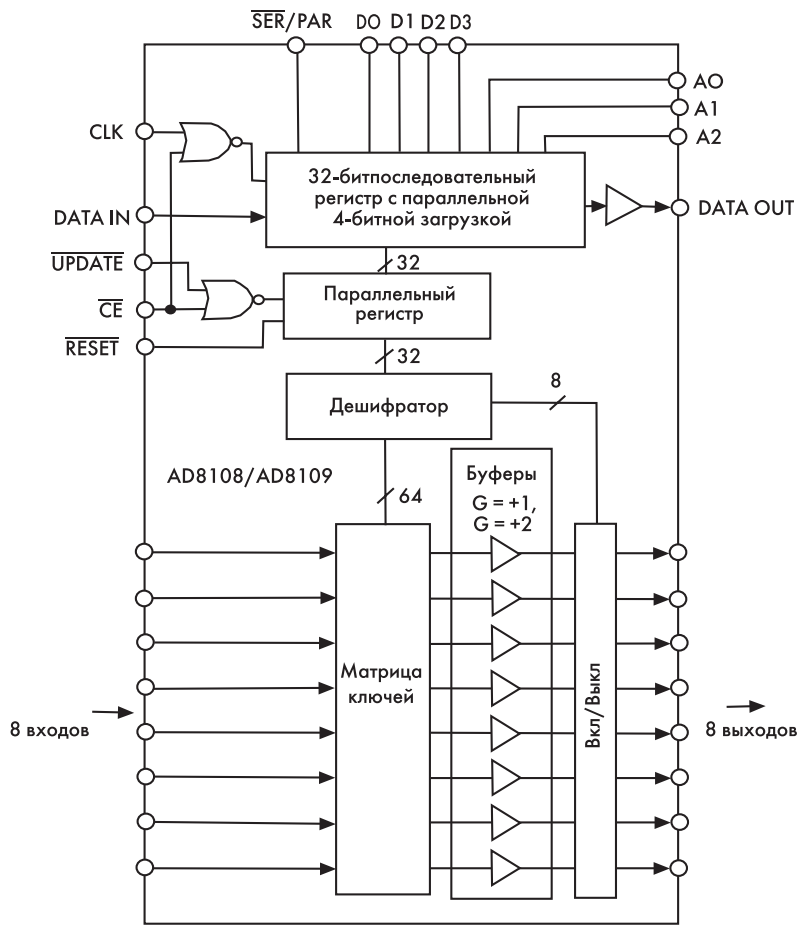 SER/PAR DO D1 D2 D3
AO
A1
A2
CLK
32-битпоследовательный
регистр с параллельной
4-битной загрузкой
DATA IN
DATA OUT
UPDATE
32
CE
Параллельный
регистр
RESET
32
8
Дешифратор
AD8108/AD8109
64
Буферы
G = +1,
G = +2
Матрица
ключей
Вкл/Выкл
8 входов
8 выходов